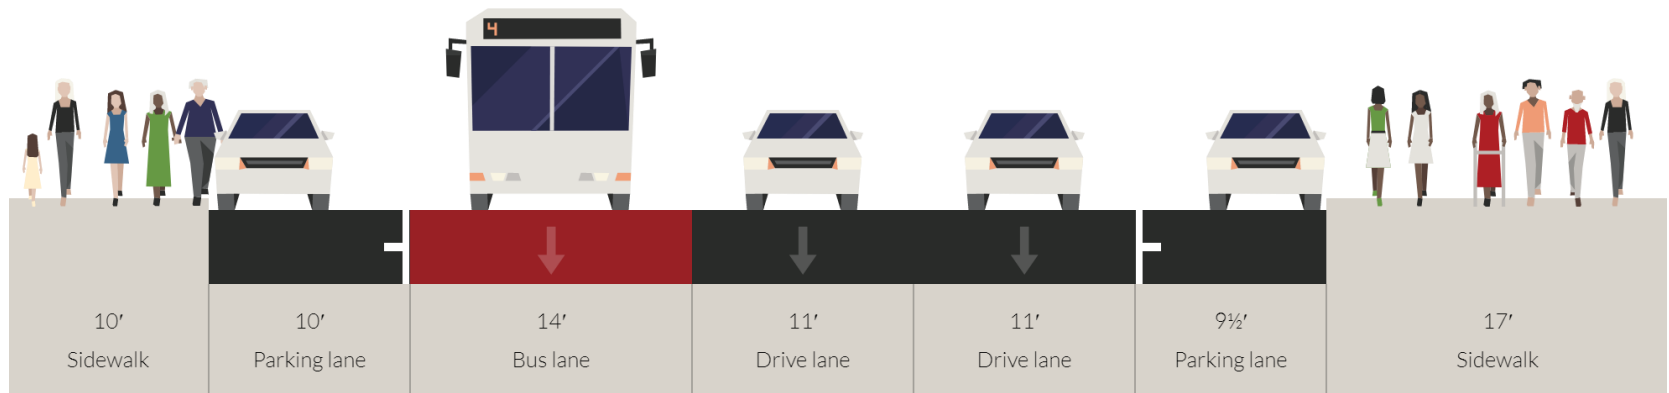 4
10′ 10′ 14′ 11′ 11′ 9½′ 17′
Sidewalk Parking lane Bus lane Drive lane Drive lane Parking lane Sidewalk